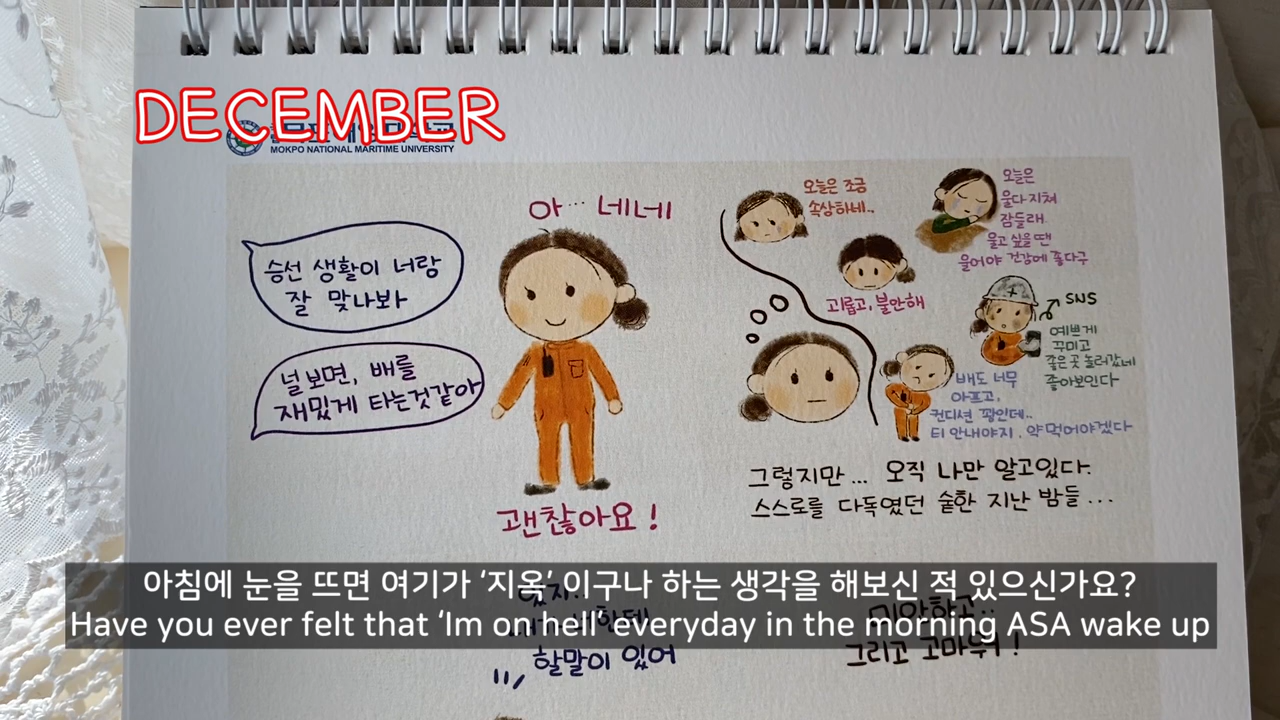 DECEMBER
MOKPO NATIONAL MARITIME UNIVERSITY
아... 네네
승선 생활이 너랑
잘 맞나봐
널보면, 배를
재밌게 타는것같아
괜찮아요!
오늘은 조금
속상하네..
오늘은
울다 지쳐
잠들래.
울고 싶을 땐
울어야 건강에 좋다구
괴롭고, 불안해
SNS
예쁘게
꾸미고
좋은곳 놀러갔네
좋아보인다
배도 너무
아프고,
컨디션 꽝인데..
티 안내야지. 약먹어야겠다
그렇지만... 오직 나만 알고있다.
스스로를 다독였던 숱한 지난 밤들...
아침에 눈을 뜨면 여기가 ‘지옥’ 이구나 하는 생각을 해보신 적 있으신가요?
Have you ever felt that ‘Im on hell’ everyday in the morning ASA wake up
할말이 있어
미안하고..
그리고 고마워!